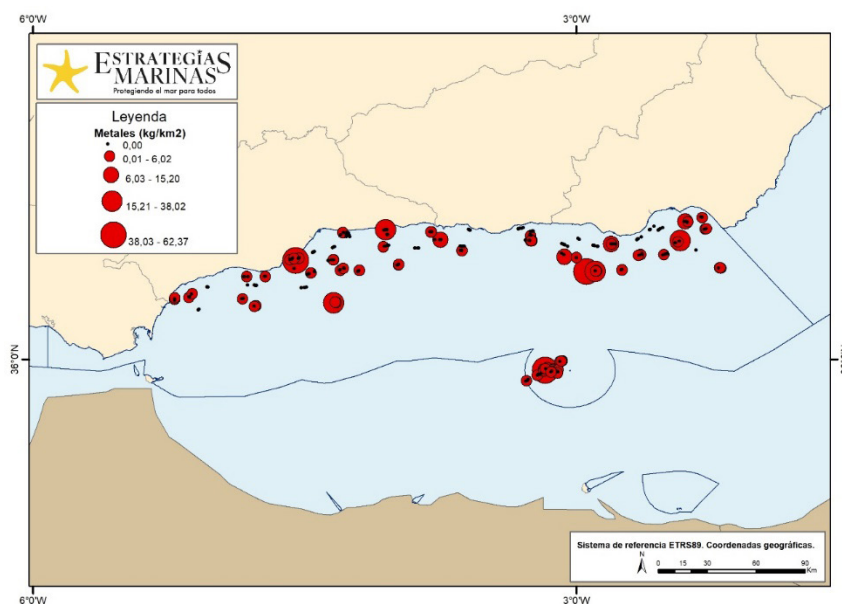 6°0'W
3°0'W
ESTRATEGIAS
MARINAS
Protegiendo el mar para todos
Leyenda
Metales (kg/km2)
0,00
0,01 - 6,02
6,03 - 15,20
15,21 - 38,02
38,03 - 62,37
36°0'N
Sistema de referencia ETRS89. Coordenadas geográficas.
N
0 15 30 60 90
Km
6°0'W
3°0'W